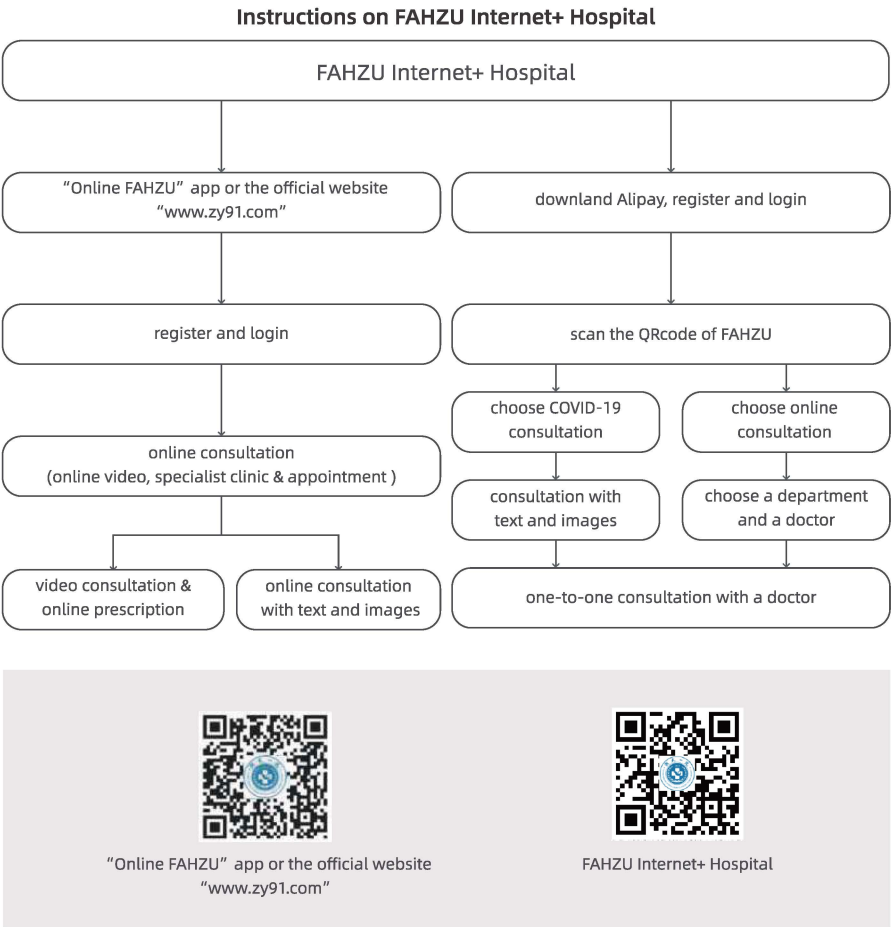 Instructions on FAHZU Internet+ Hospital
FAHZU Internet+ Hospital
“Online FAHZU” app or the official website
“www.zy91.com”
downland Alipay, register and login
register and login
scan the QRcode of FAHZU
choose COVID-19
consultation
choose online
consultation
online consultation
(online video, specialist clinic & appointment )
consultation with
text and images
choose a department
and a doctor
video consultation &
online prescription
online consultation
with text and images
one-to-one consultation with a doctor
“Online FAHZU” app or the official website
“www.zy91.com”
FAHZU Internet+ Hospital